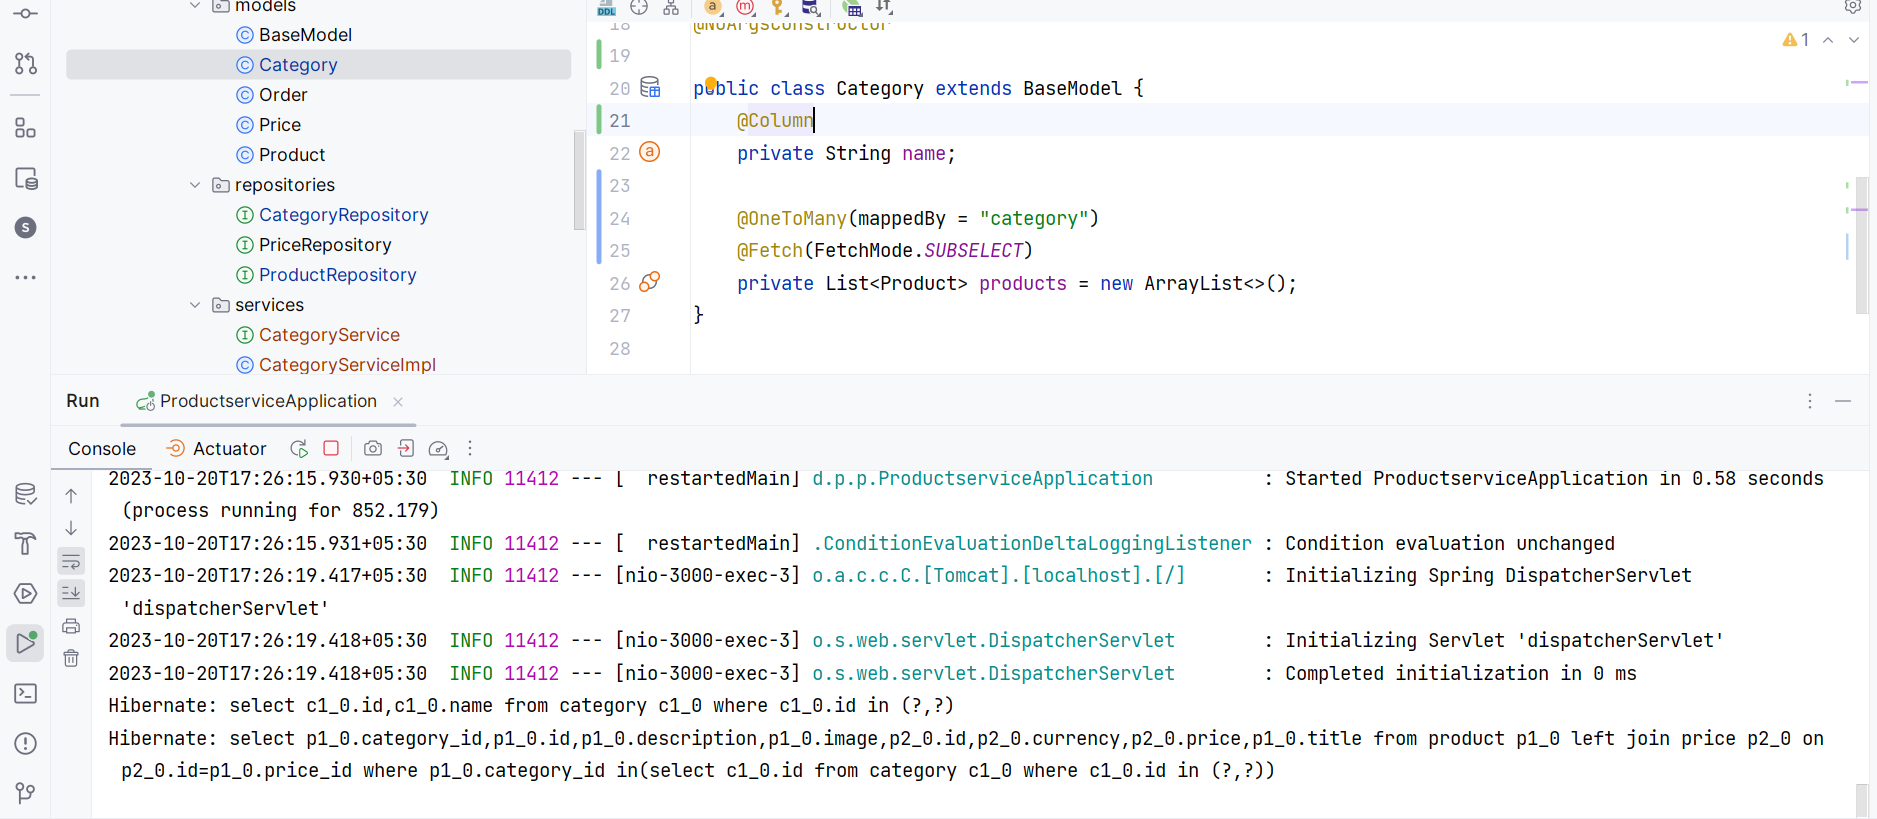 models
BaseModel
Category
Order
Price
Product
repositories
CategoryRepository
PriceRepository
ProductRepository
services
CategoryService
CategoryServiceImpl
DDL
a
m
1
18 @NoArgsConstructor
19
20 public class Category extends BaseModel {
21 @Column
22 a private String name;
23
24 @OneToMany(mappedBy = "category")
25 @Fetch(FetchMode.SUBSELECT)
26 private List<Product> products = new ArrayList<>();
27 }
28
S
Run ProductserviceApplication
Console Actuator
2023-10-20T17:26:15.930+05:30  INFO 11412 --- [  restartedMain] d.p.p.ProductserviceApplication          : Started ProductserviceApplication in 0.58 seconds
(process running for 852.179)
2023-10-20T17:26:15.931+05:30  INFO 11412 --- [  restartedMain] .ConditionEvaluationDeltaLoggingListener : Condition evaluation unchanged
2023-10-20T17:26:19.417+05:30  INFO 11412 --- [nio-3000-exec-3] o.a.c.c.C.[Tomcat].[localhost].[/]       : Initializing Spring DispatcherServlet
'dispatcherServlet'
2023-10-20T17:26:19.418+05:30  INFO 11412 --- [nio-3000-exec-3] o.s.web.servlet.DispatcherServlet        : Initializing Servlet 'dispatcherServlet'
2023-10-20T17:26:19.418+05:30  INFO 11412 --- [nio-3000-exec-3] o.s.web.servlet.DispatcherServlet        : Completed initialization in 0 ms
Hibernate: select c1_0.id,c1_0.name from category c1_0 where c1_0.id in (?,?)
Hibernate: select p1_0.category_id,p1_0.id,p1_0.description,p1_0.image,p2_0.id,p2_0.currency,p2_0.price,p1_0.title from product p1_0 left join price p2_0 on
p2_0.id=p1_0.price_id where p1_0.category_id in(select c1_0.id from category c1_0 where c1_0.id in (?,?))